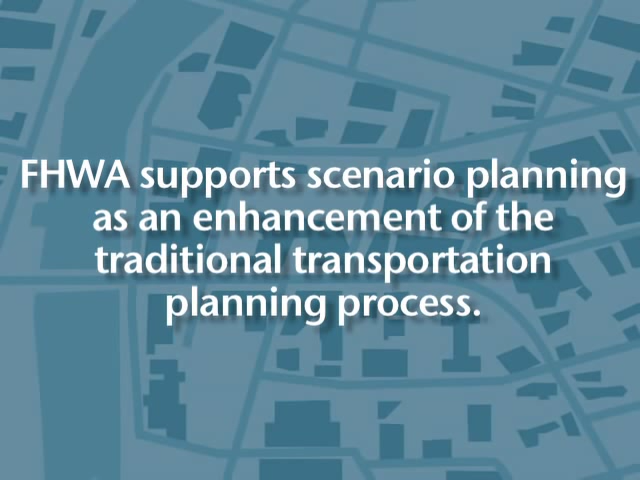 FHWA supports scenario planning
as an enhancement of the
traditional transportation
planning process.